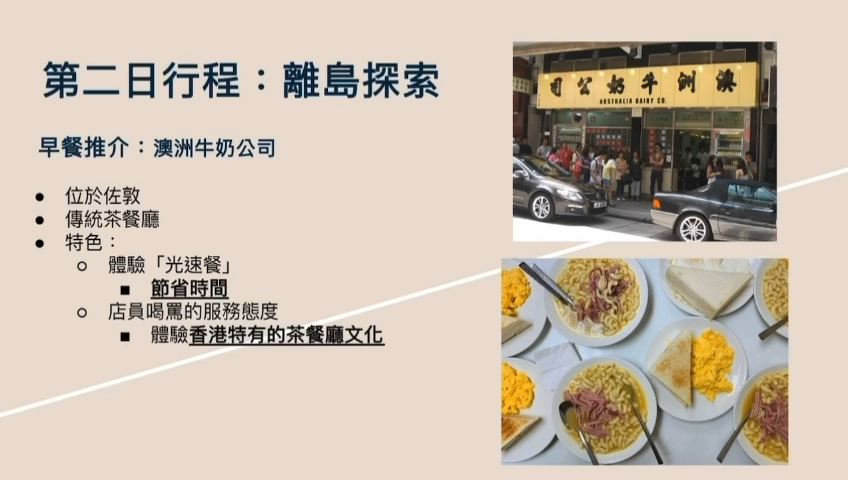 第二日行程：離島探索
早餐推介：澳洲牛奶公司
● 位於佐敦
● 傳統茶餐廳
● 特色：
○ 體驗「光速餐」
■ 節省時間
○ 店員喝罵的服務態度
■ 體驗香港特有的茶餐廳文化
司公奶牛洲澳
AUSTRALIA DAIRY CO.